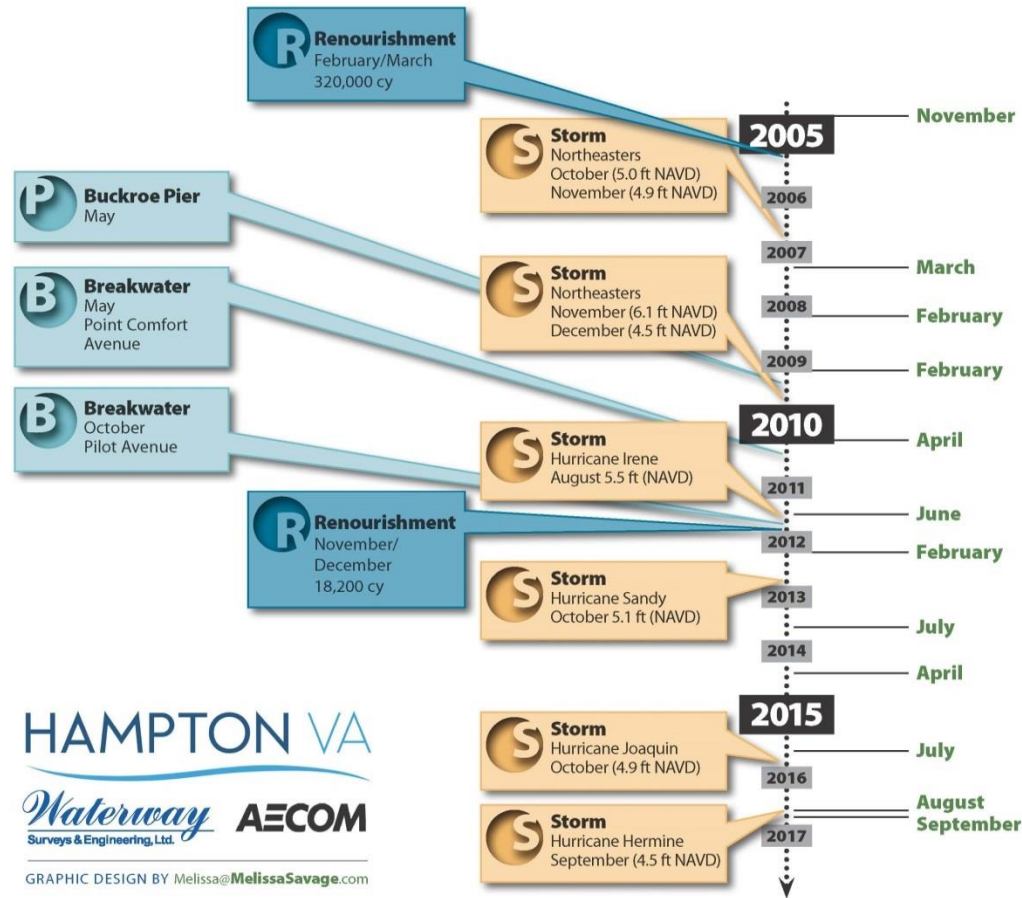 R
Renourishment
February/March
320,000 cy
P
Buckroe Pier
May
B
Breakwater
May
Point Comfort
Avenue
B
Breakwater
October
Pilot Avenue
R
Renourishment
November/
December
18,200 cy
S
Storm
Northeasters
October (5.0 ft NAVD)
November (4.9 ft NAVD)
S
Storm
Northeasters
November (6.1 ft NAVD)
December (4.5 ft NAVD)
S
Storm
Hurricane Irene
August 5.5 ft (NAVD)
S
Storm
Hurricane Sandy
October 5.1 ft (NAVD)
S
Storm
Hurricane Joaquin
October (4.9 ft NAVD)
S
Storm
Hurricane Hermine
September (4.5 ft NAVD)
2005
2006
2007
2008
2009
2010
2011
2012
2013
2014
2015
2016
2017
November
March
February
February
April
June
February
July
April
July
August
September
HAMPTON VA
Waterway
Surveys & Engineering, Ltd.
AECOM
GRAPHIC DESIGN BY Melissa@MelissaSavage.com